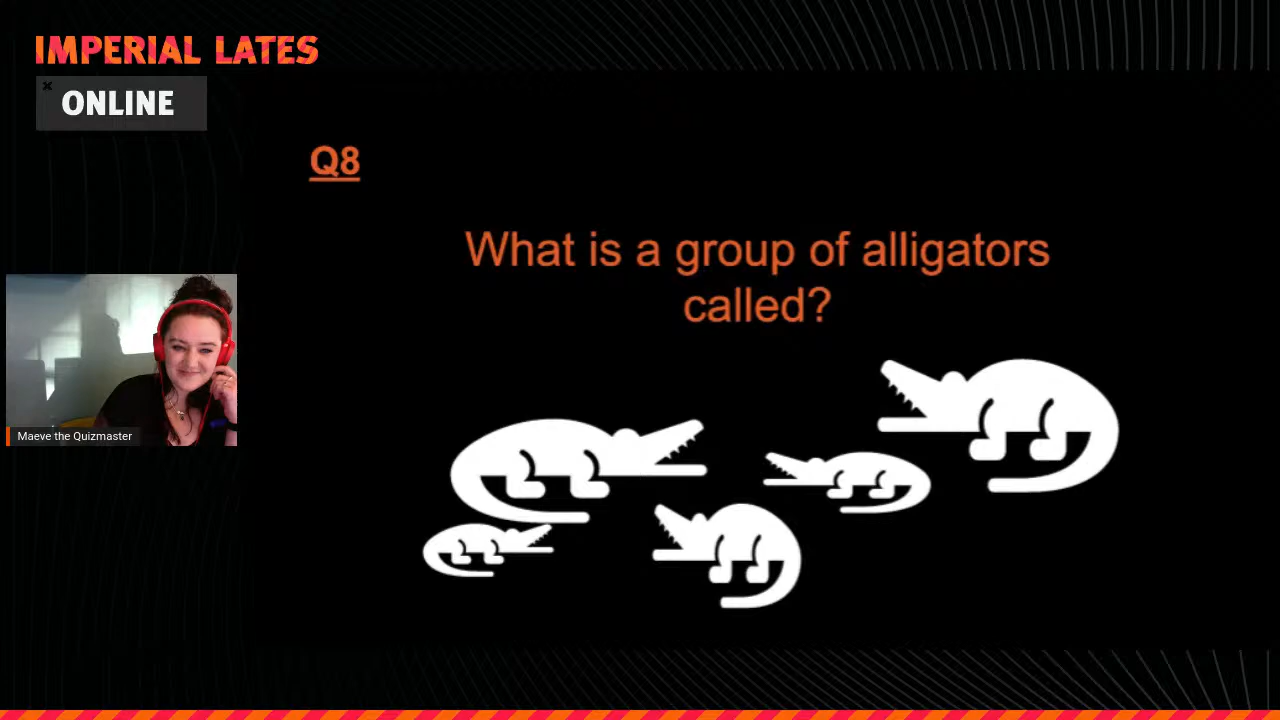 IMPERIAL LATES
ONLINE
Q8
What is a group of alligators
called?
Maeve the Quizmaster